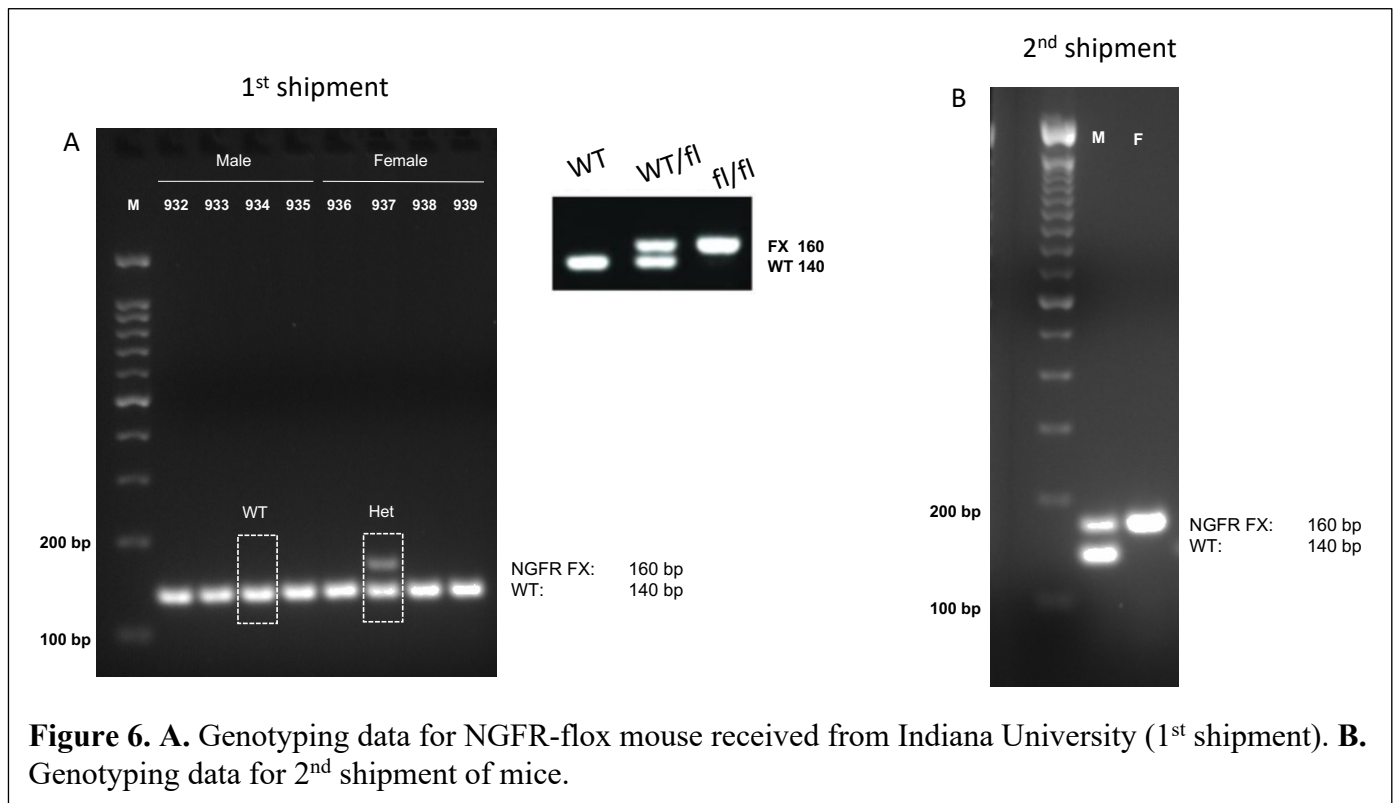 1st shipment
A
Male Female
M 932 933 934 935 936 937 938 939
WT Het
200 bp
100 bp
NGFR FX: 160 bp
WT: 140 bp
WT WT/fl fl/fl
FX 160
WT 140
2nd shipment
B
M F
200 bp
100 bp
NGFR FX: 160 bp
WT: 140 bp
Figure 6. A. Genotyping data for NGFR-flox mouse received from Indiana University (1st shipment). B.
Genotyping data for 2nd shipment of mice.